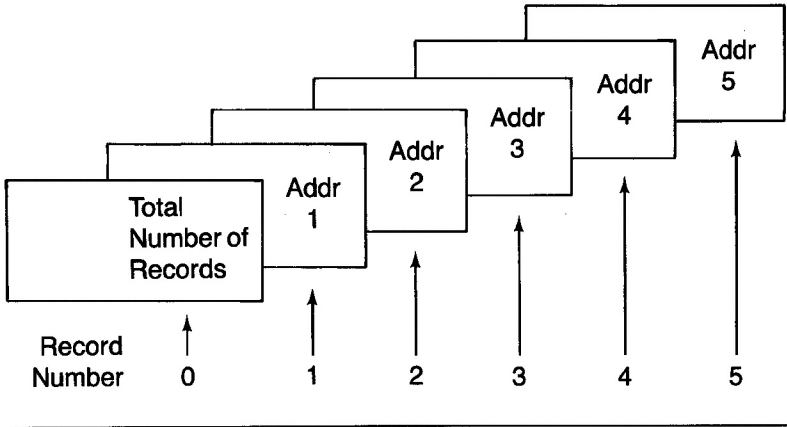 Addr
5
Addr
4
Addr
3
Addr
2
Addr
1
Total
Number of
Records
Record
Number 0 1 2 3 4 5